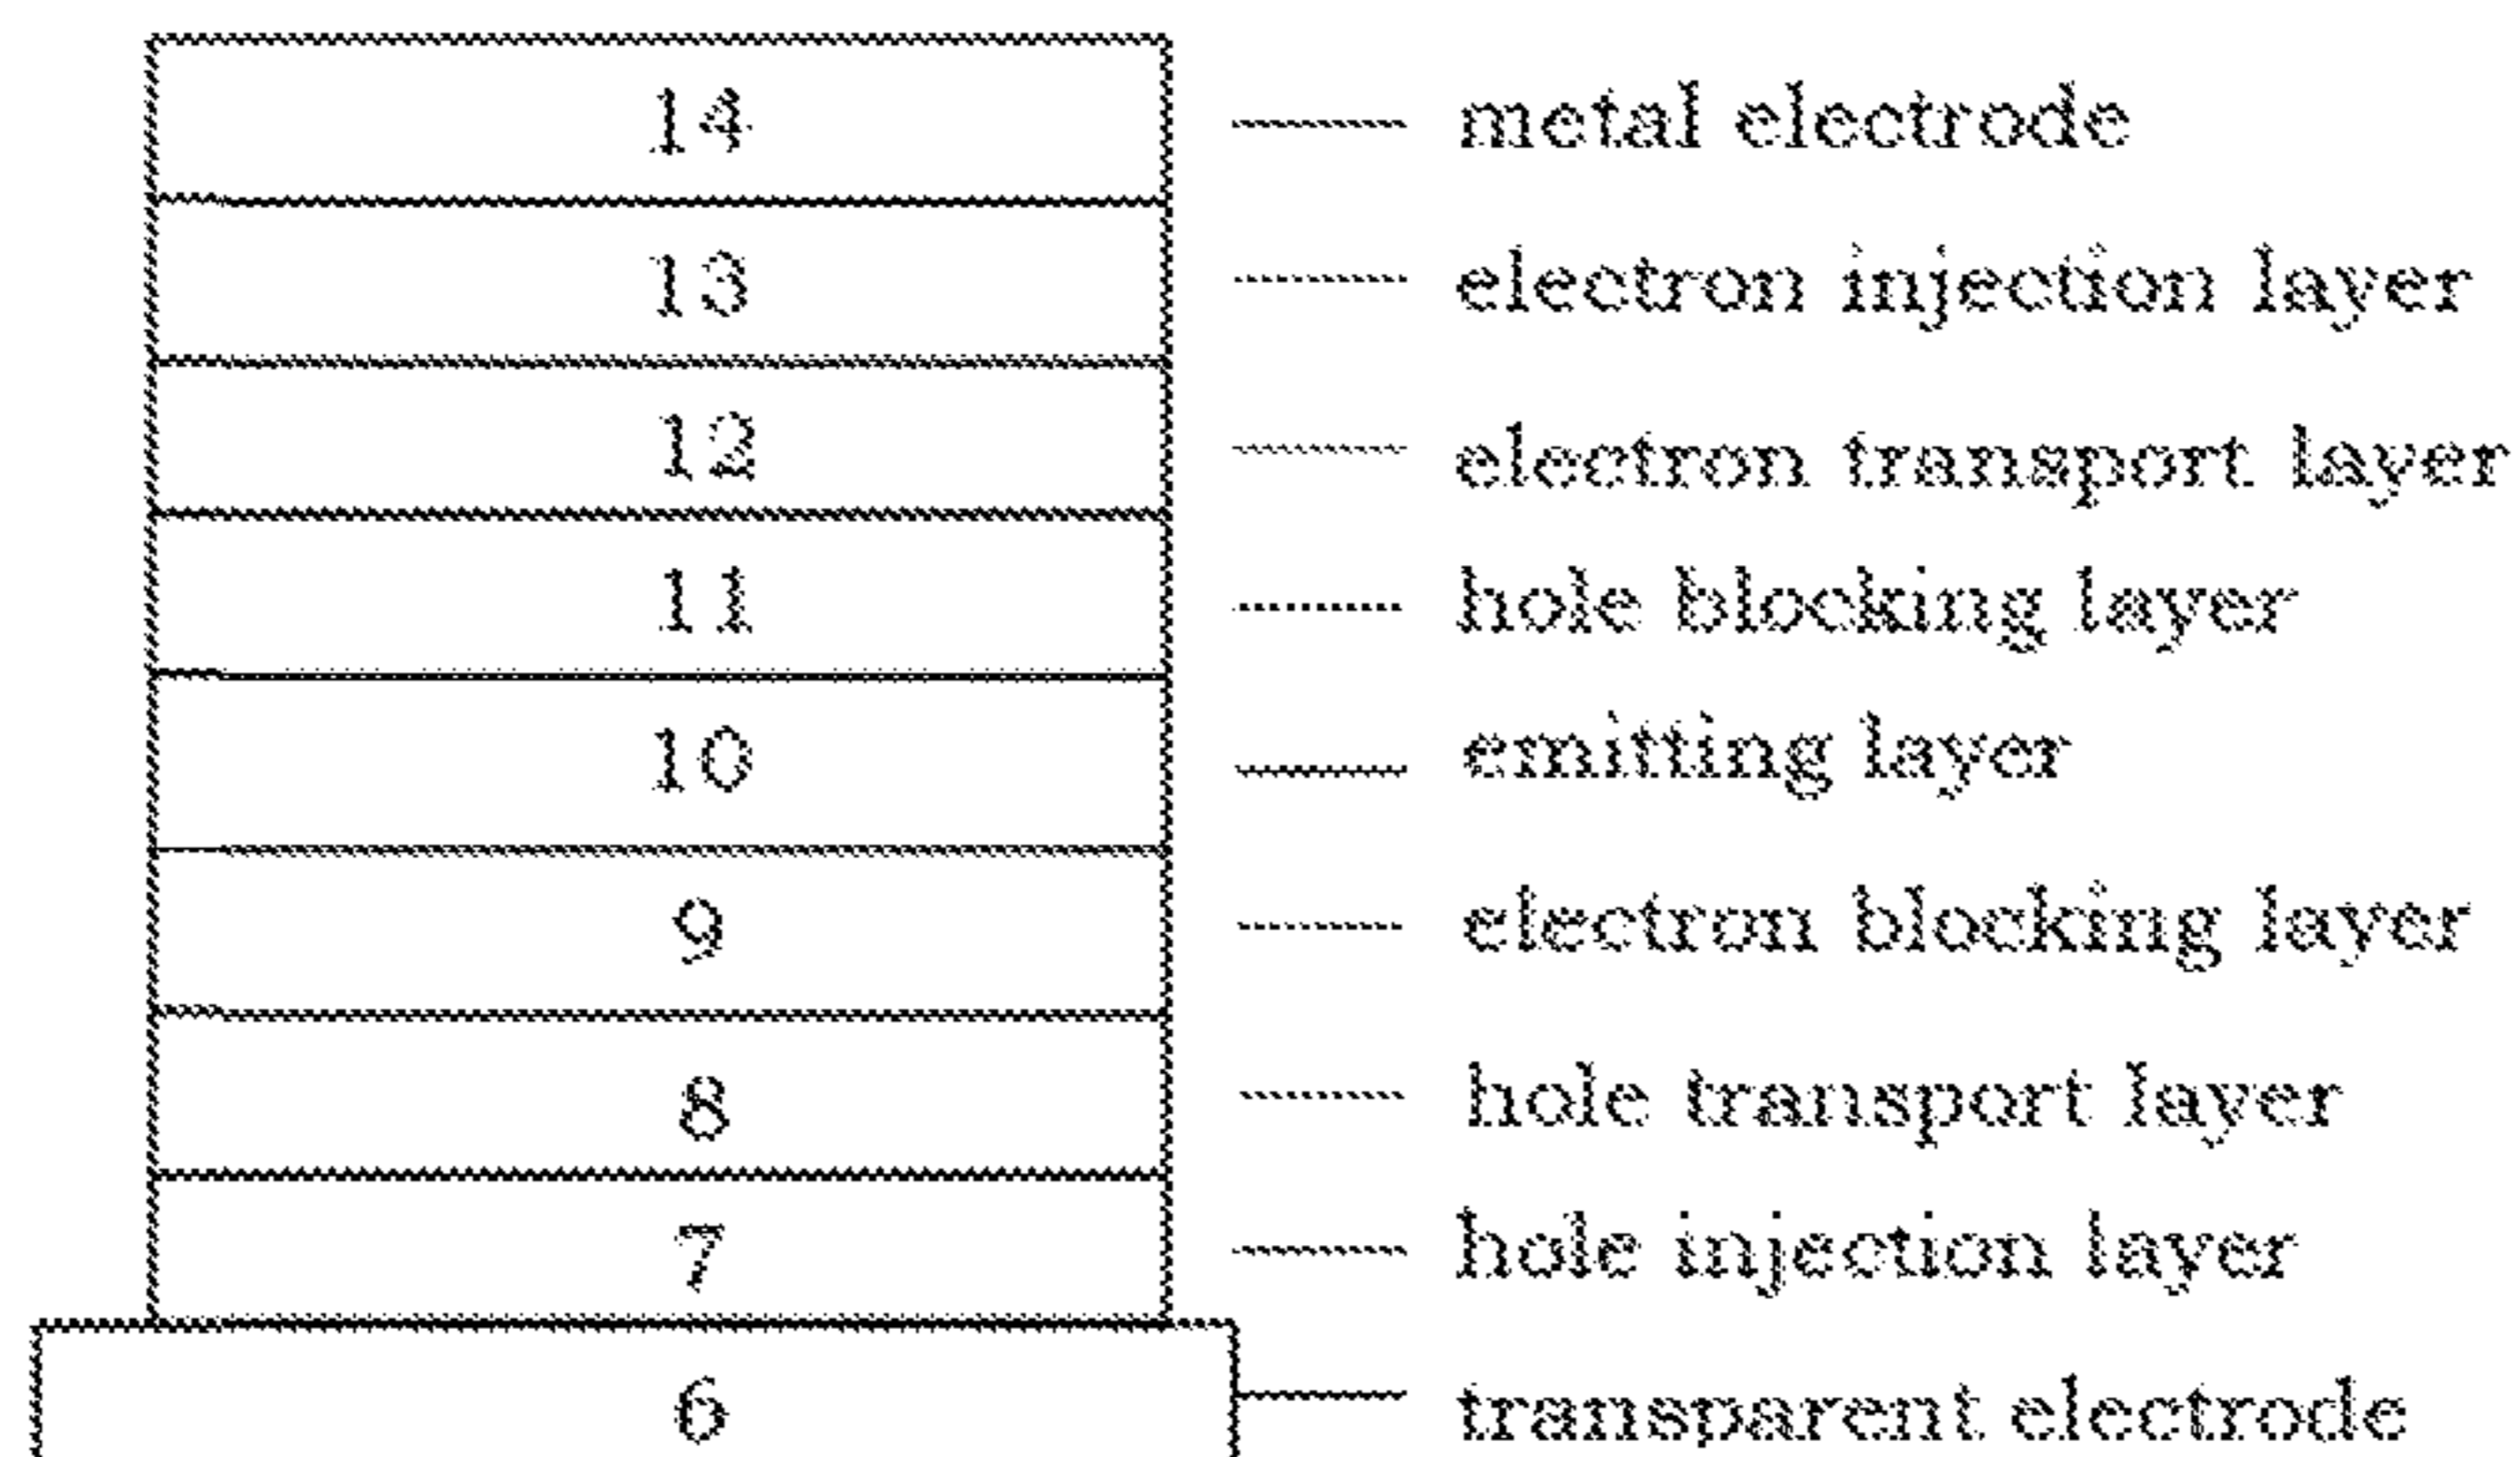 14 metal electrode
13 electron injection layer
12 electron transport layer
11 hole blocking layer
10 emitting layer
9 electron blocking layer
8 hole transport layer
7 hole injection layer
6 transparent electrode